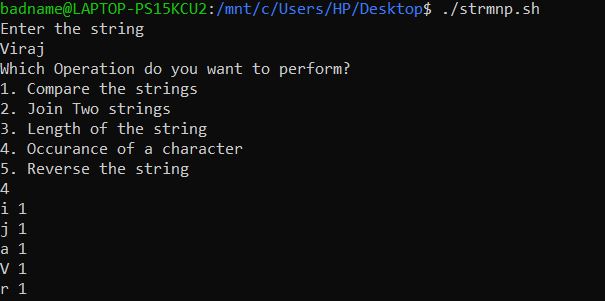 badname@LAPTOP-PS15KCU2:/mnt/c/Users/HP/Desktop$ ./strmnp.sh
Enter the string
Viraj
Which Operation do you want to perform?
1. Compare the strings
2. Join Two strings
3. Length of the string
4. Occurance of a character
5. Reverse the string
4
i 1
j 1
a 1
V 1
r 1